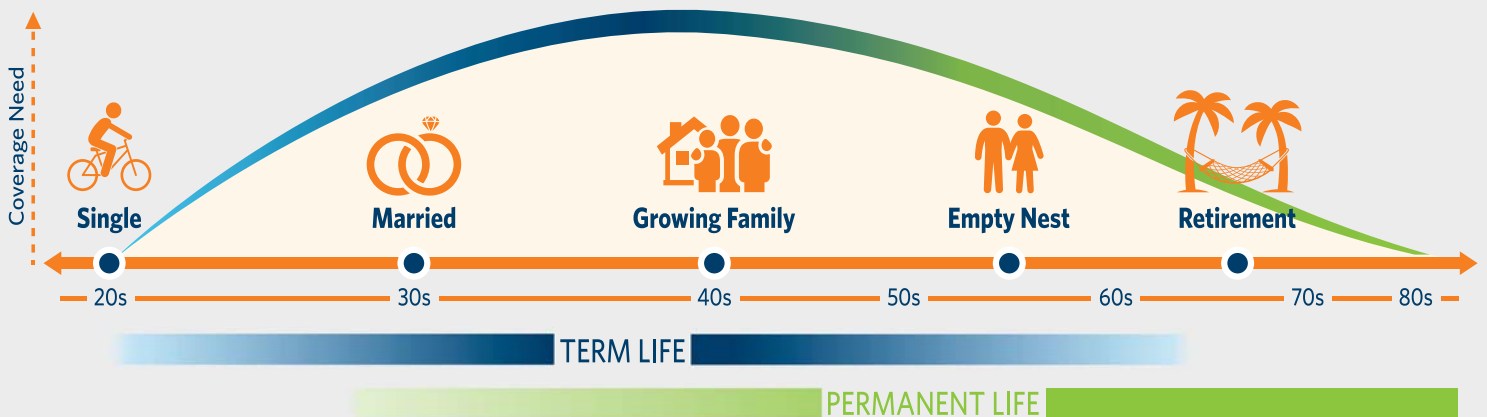 Coverage Need
Single
Married
Growing Family
Empty Nest
Retirement
20s
30s
40s
50s
60s
70s
80s
TERM LIFE
PERMANENT LIFE